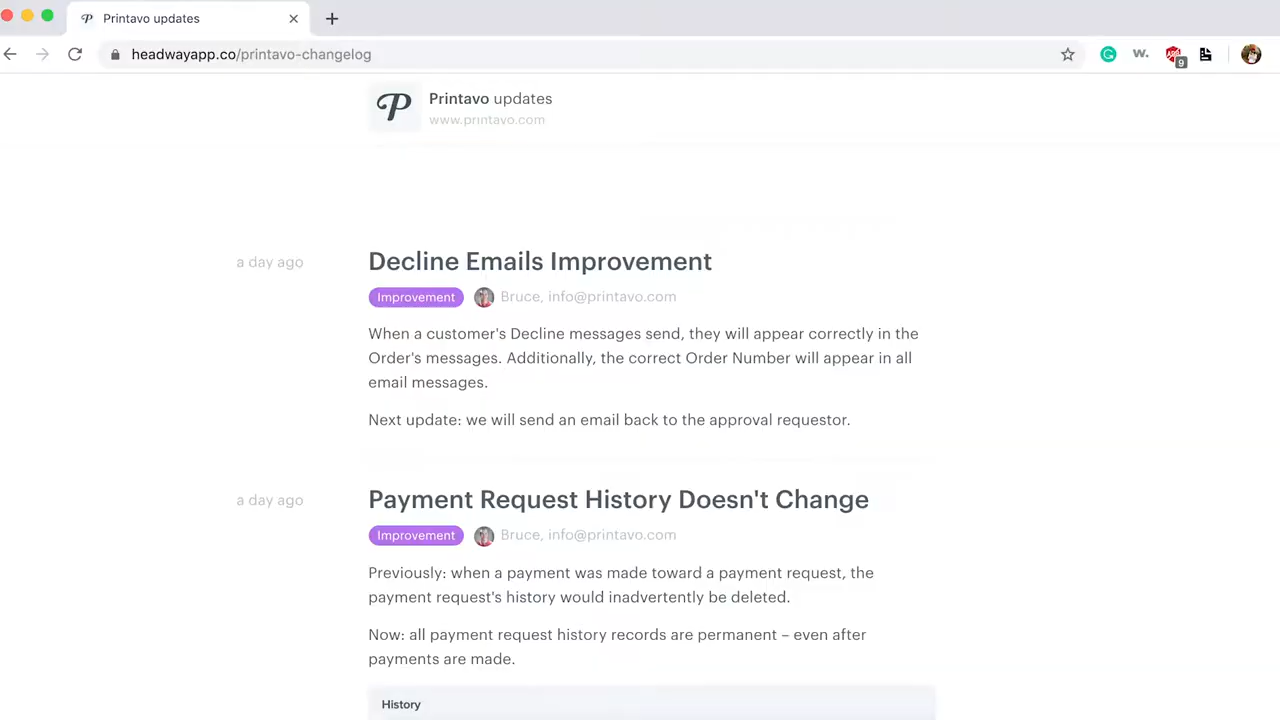 Printavo updates
headwayapp.co/printavo-changelog
W.
9
Printavo updates
www.printavo.com
a day ago
Decline Emails Improvement
Improvement
Bruce, info@printavo.com
When a customer's Decline messages send, they will appear correctly in the
Order's messages. Additionally, the correct Order Number will appear in all
email messages.
Next update: we will send an email back to the approval requestor.
a day ago
Payment Request History Doesn't Change
Improvement
Bruce, info@printavo.com
Previously: when a payment was made toward a payment request, the
payment request's history would inadvertently be deleted.
Now: all payment request history records are permanent – even after
payments are made.
History